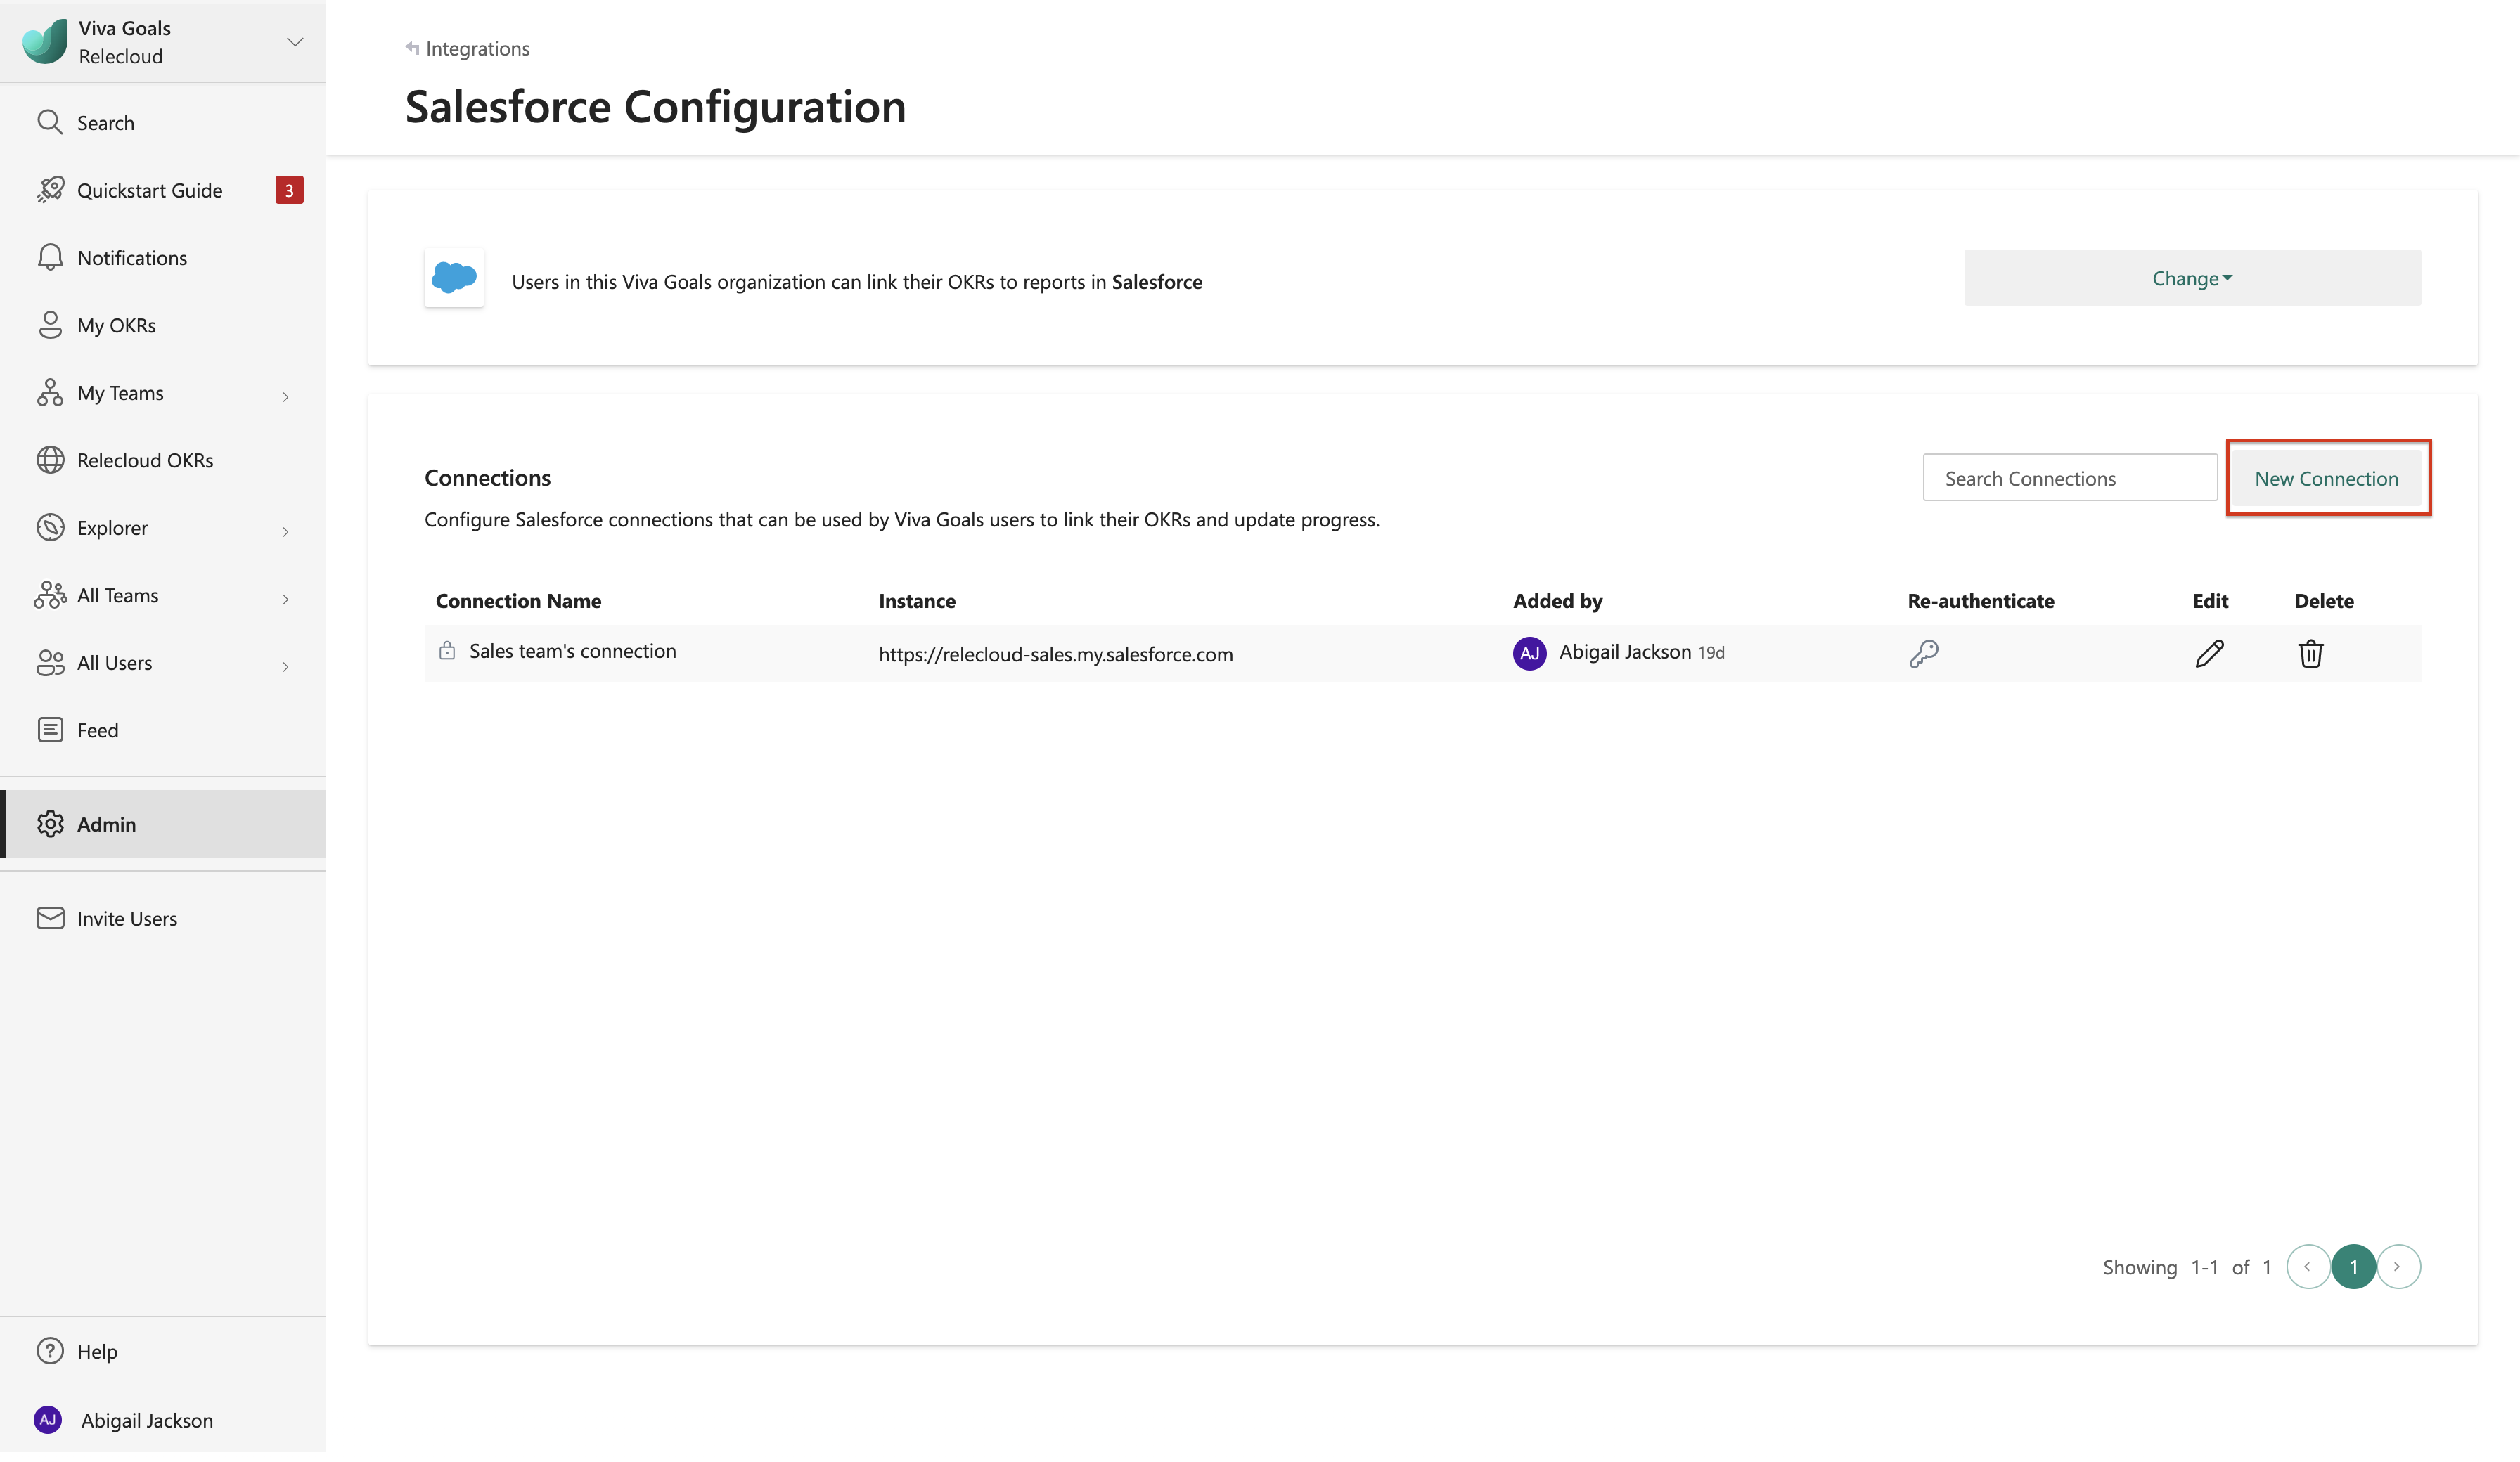 Viva Goals
Relecloud
Search
Quickstart Guide 3
Notifications
My OKRs
My Teams
Relecloud OKRs
Explorer
All Teams
All Users
Feed
Admin
Invite Users
Help
AJ Abigail Jackson
Integrations
Salesforce Configuration
Users in this Viva Goals organization can link their OKRs to reports in Salesforce
Change
Connections
Search Connections
New Connection
Configure Salesforce connections that can be used by Viva Goals users to link their OKRs and update progress.
Connection Name Instance Added by Re-authenticate Edit Delete
Sales team's connection https://relecloud-sales.my.salesforce.com AJ Abigail Jackson 19d
Showing 1-1 of 1 1